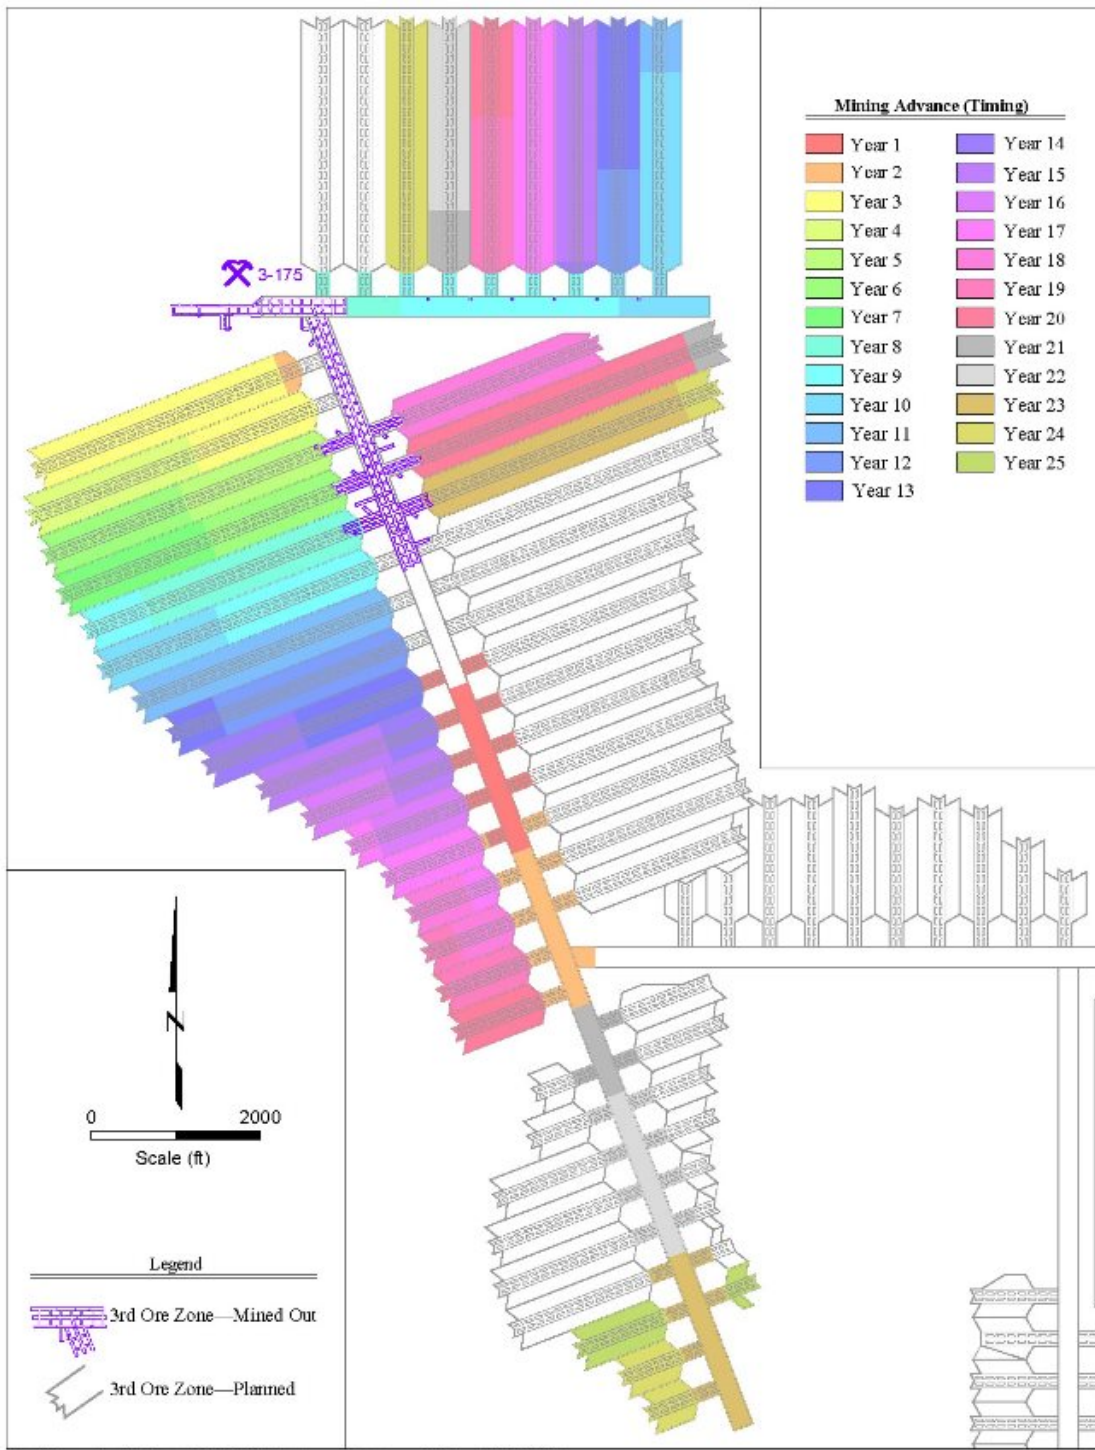 Mining Advance (Timing)
Year 1
Year 2
Year 3
Year 4
Year 5
Year 6
Year 7
Year 8
Year 9
Year 10
Year 11
Year 12
Year 13
Year 14
Year 15
Year 16
Year 17
Year 18
Year 19
Year 20
Year 21
Year 22
Year 23
Year 24
Year 25
3-175
N
0 2000
Scale (ft)
Legend
3rd Ore Zone—Mined Out
3rd Ore Zone—Planned